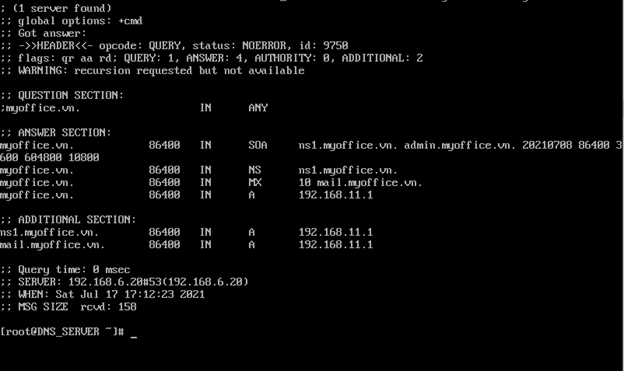 ; (1 server found)
;; global options: +cmd
;; Got answer:
;; ->>HEADER<<- opcode: QUERY, status: NOERROR, id: 9750
;; flags: qr aa rd; QUERY: 1, ANSWER: 4, AUTHORITY: 0, ADDITIONAL: 2
;; WARNING: recursion requested but not available
;; QUESTION SECTION:
;myoffice.vn. IN ANY
;; ANSWER SECTION:
myoffice.vn. 86400 IN SOA ns1.myoffice.vn. admin.myoffice.vn. 20210708 86400 3
600 604800 10800
myoffice.vn. 86400 IN NS ns1.myoffice.vn.
myoffice.vn. 86400 IN MX 10 mail.myoffice.vn.
myoffice.vn. 86400 IN A 192.168.11.1
;; ADDITIONAL SECTION:
ns1.myoffice.vn. 86400 IN A 192.168.11.1
mail.myoffice.vn. 86400 IN A 192.168.11.1
;; Query time: 0 msec
;; SERVER: 192.168.6.20#53(192.168.6.20)
;; WHEN: Sat Jul 17 17:12:23 2021
;; MSG SIZE rcvd: 158
[root@DNS_SERVER ~]# _